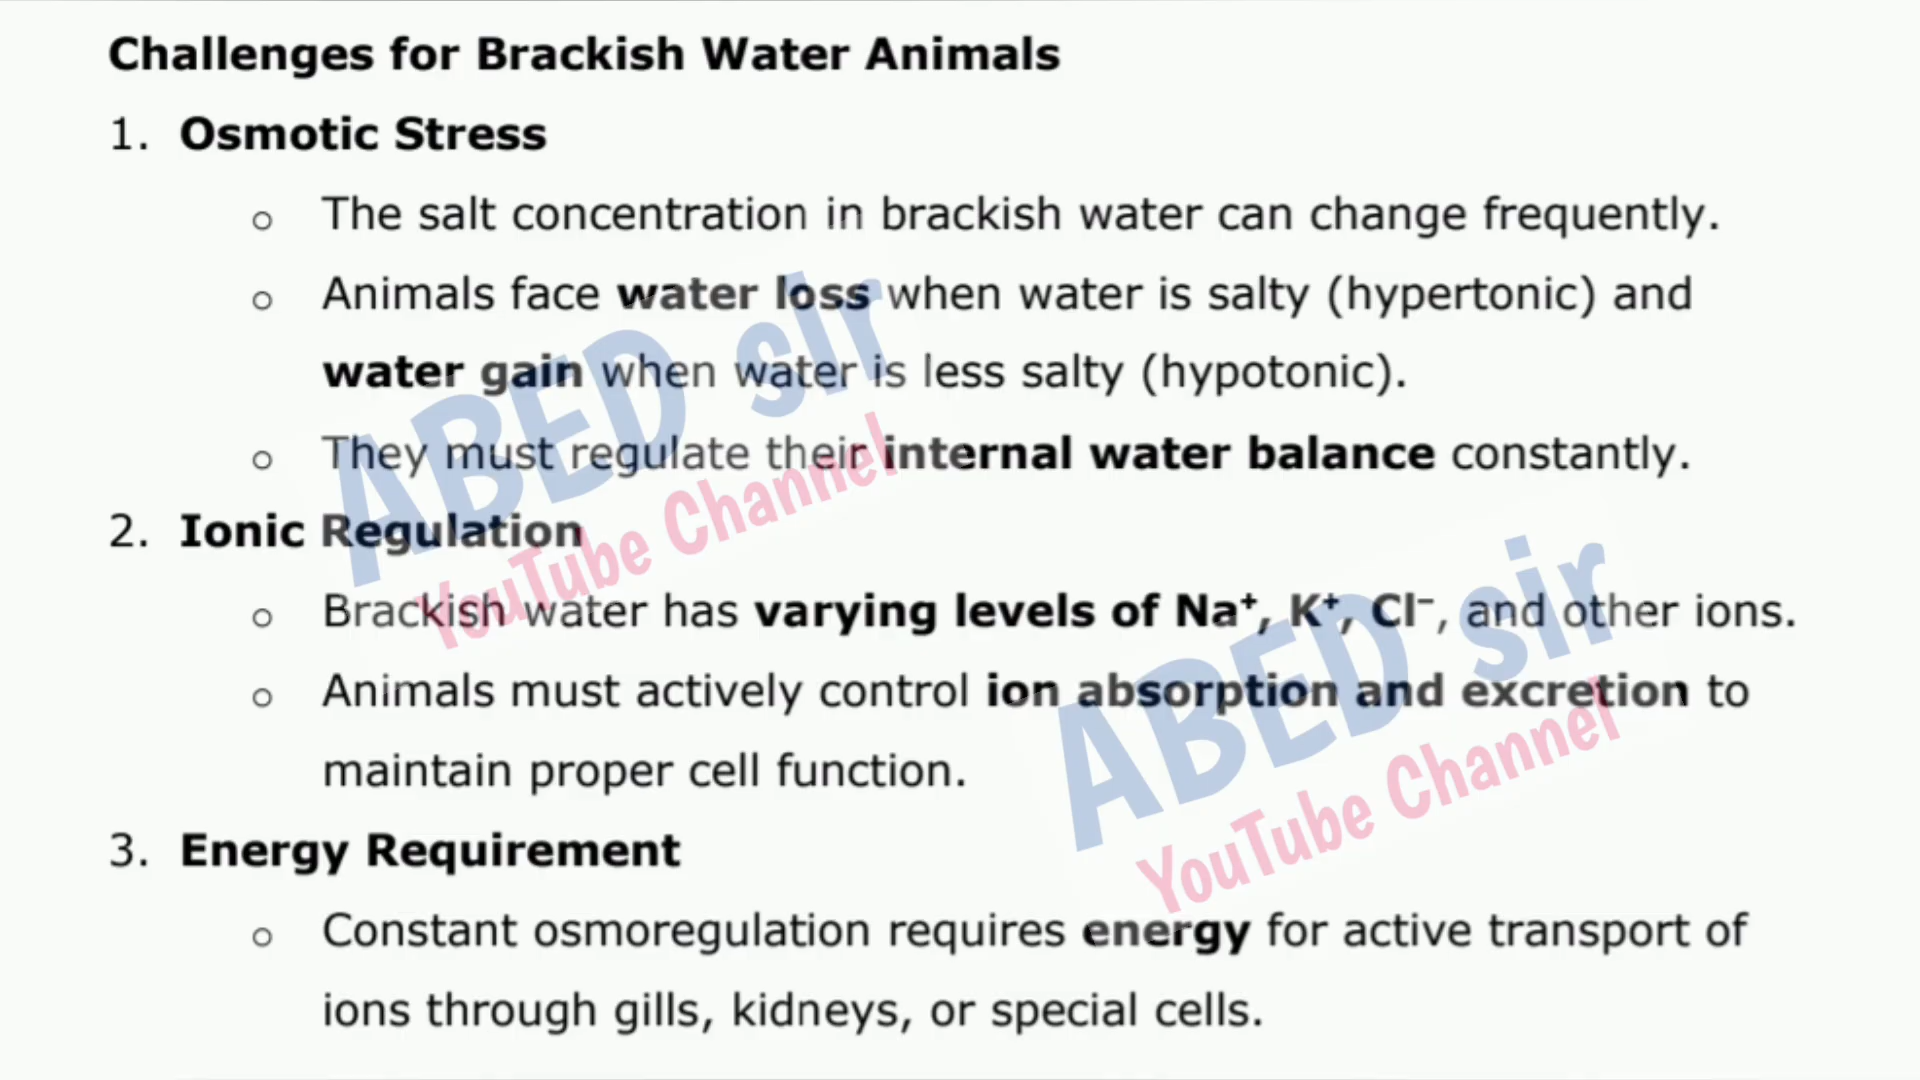 Challenges for Brackish Water Animals
1. Osmotic Stress
o The salt concentration in brackish water can change frequently.
o Animals face water loss when water is salty (hypertonic) and
water gain when water is less salty (hypotonic).
o They must regulate their internal water balance constantly.
2. Ionic Regulation
o Brackish water has varying levels of Na⁺, K⁺, Cl⁻, and other ions.
o Animals must actively control ion absorption and excretion to
maintain proper cell function.
3. Energy Requirement
o Constant osmoregulation requires energy for active transport of
ions through gills, kidneys, or special cells.
ABED sir
YouTube Channel
ABED sir
YouTube Channel